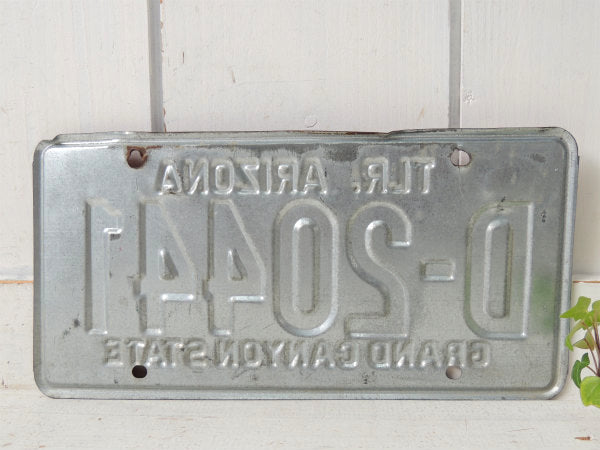 TLR. ARIZONA
D-20441
GRAND CANYON STATE